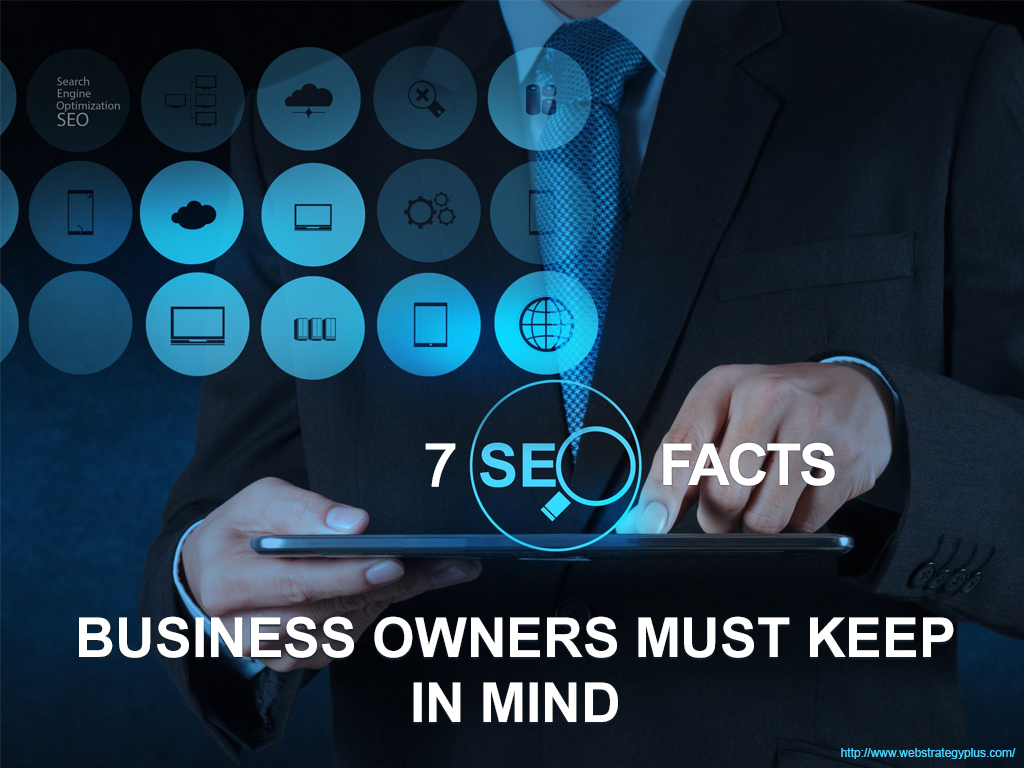 Search
Engine
Optimization
SEO
7 SEO FACTS
BUSINESS OWNERS MUST KEEP
IN MIND
http://www.webstrategyplus.com/